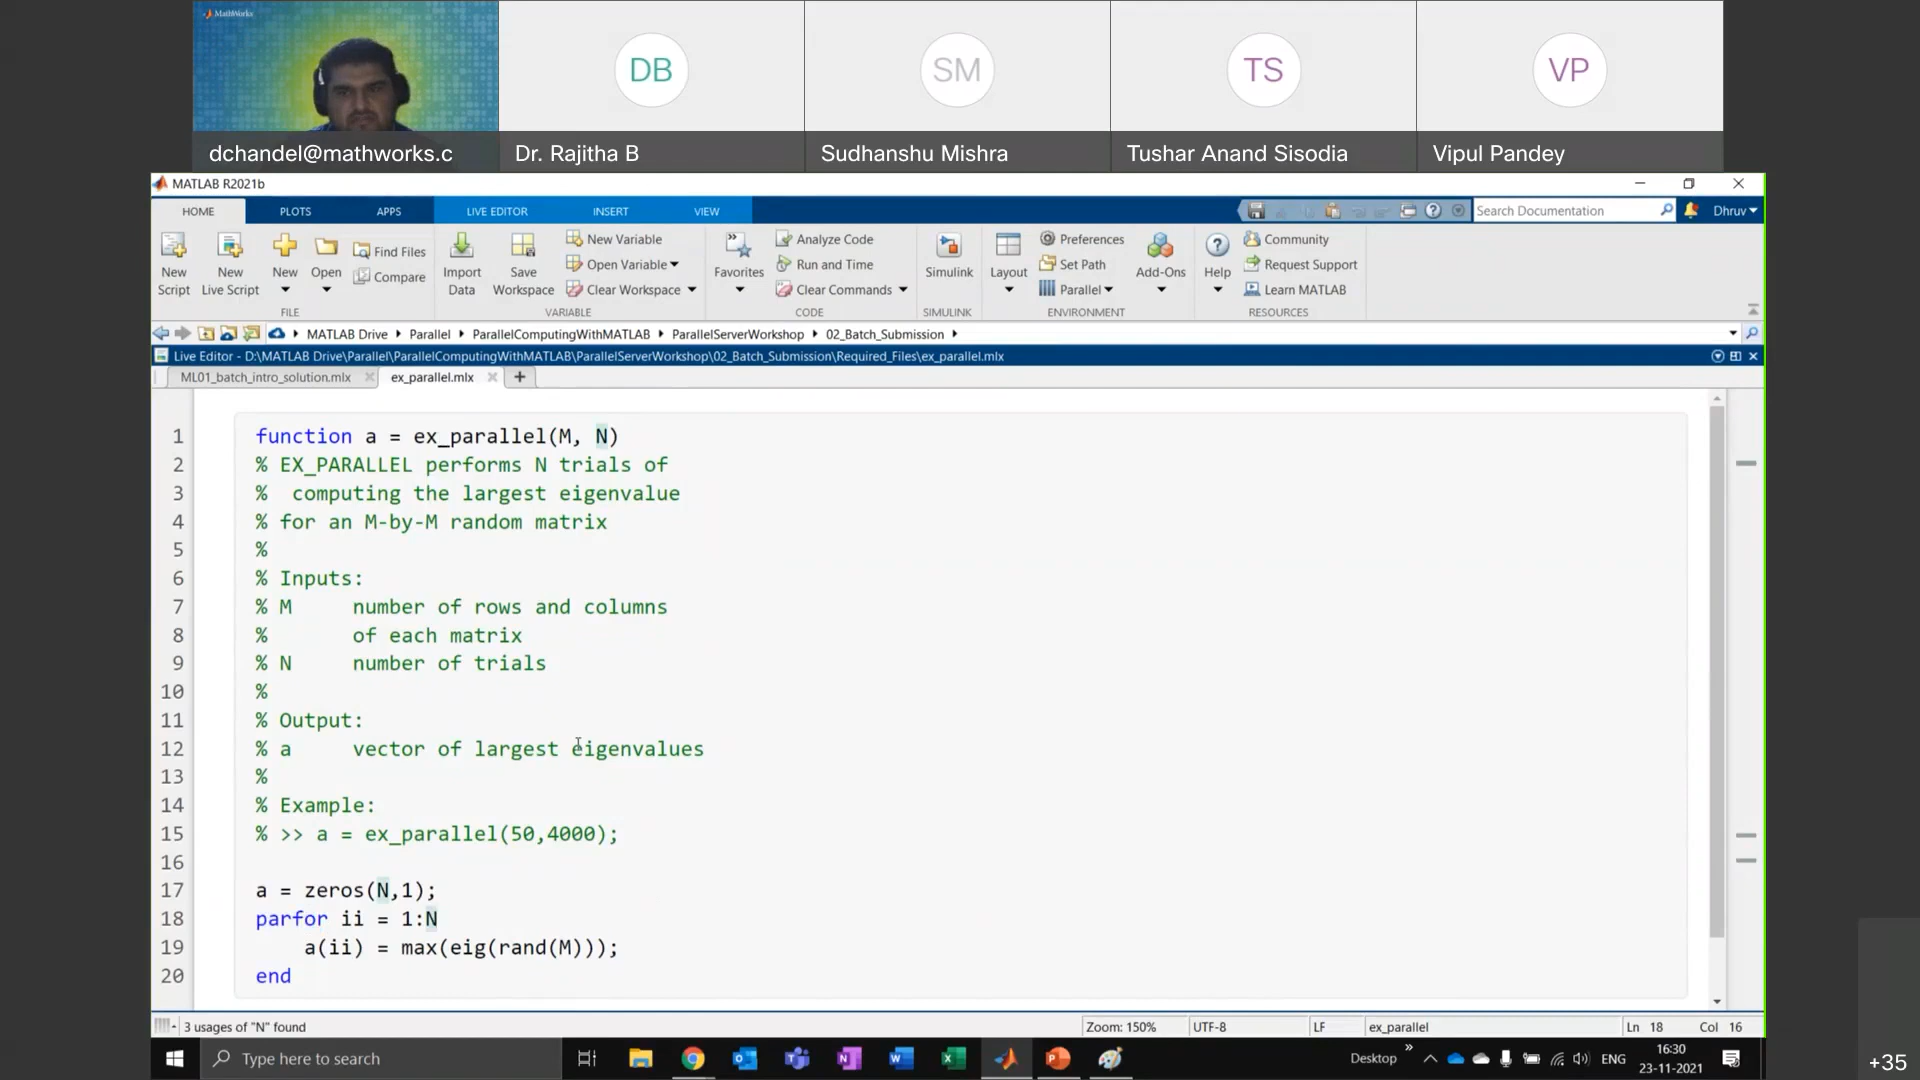 MathWorks
DB
SM
TS
VP
dchandel@mathworks.c
Dr. Rajitha B
Sudhanshu Mishra
Tushar Anand Sisodia
Vipul Pandey
MATLAB R2021b
HOME PLOTS APPS LIVE EDITOR INSERT VIEW
Search Documentation
Dhruv
New Script
New Live Script
New
Open
Find Files
Compare
Import Data
Save Workspace
New Variable
Open Variable
Clear Workspace
Favorites
Analyze Code
Run and Time
Clear Commands
Simulink
Layout
Preferences
Set Path
Parallel
Add-Ons
Help
Community
Request Support
Learn MATLAB
FILE VARIABLE CODE SIMULINK ENVIRONMENT RESOURCES
MATLAB Drive Parallel ParallelComputingWithMATLAB ParallelServerWorkshop 02_Batch_Submission
Live Editor - D:\MATLAB Drive\Parallel\ParallelComputingWithMATLAB\ParallelServerWorkshop\02_Batch_Submission\Required_Files\ex_parallel.mlx
ML01_batch_intro_solution.mlx ex_parallel.mlx
1 function a = ex_parallel(M, N)
2 % EX_PARALLEL performs N trials of
3 %  computing the largest eigenvalue
4 % for an M-by-M random matrix
5 %
6 % Inputs:
7 % M     number of rows and columns
8 %       of each matrix
9 % N     number of trials
10 %
11 % Output:
12 % a     vector of largest eigenvalues
13 %
14 % Example:
15 % >> a = ex_parallel(50,4000);
16
17 a = zeros(N,1);
18 parfor ii = 1:N
19     a(ii) = max(eig(rand(M)));
20 end
3 usages of "N" found
Zoom: 150% UTF-8 LF ex_parallel Ln 18 Col 16
Type here to search
Desktop
ENG
16:30
23-11-2021
+35